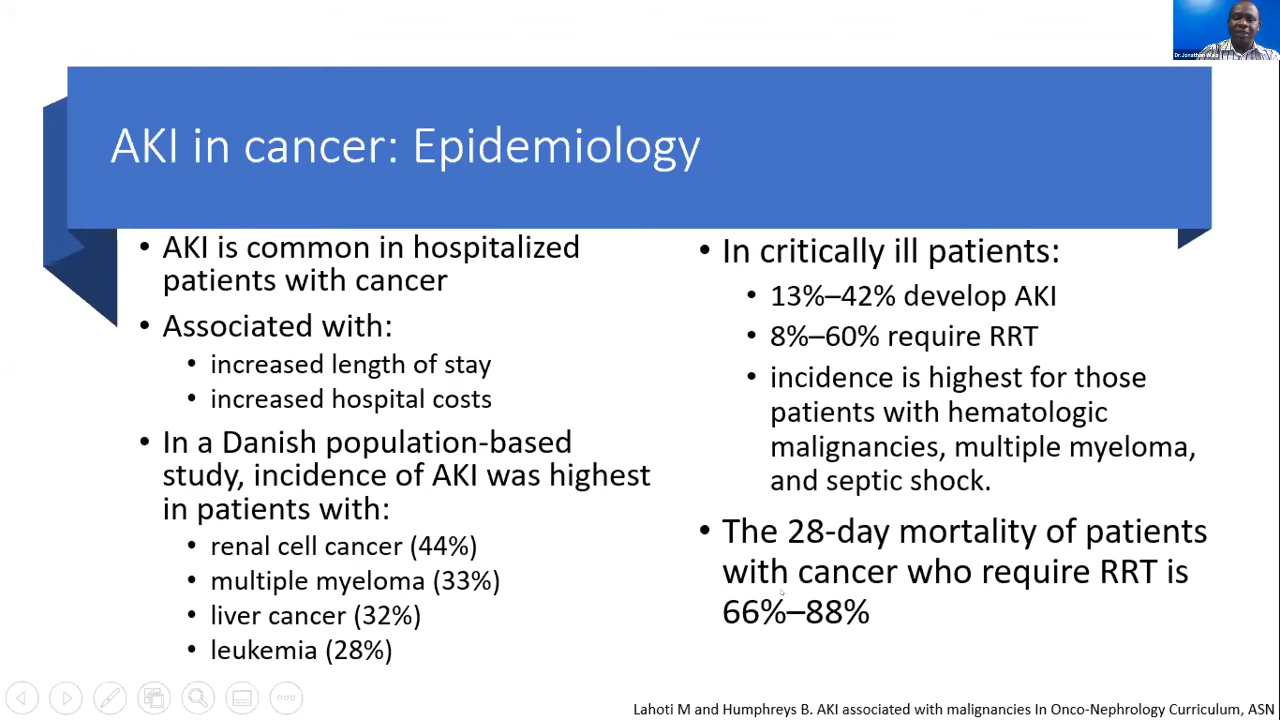 Dr.Jonathan
AKI in cancer: Epidemiology
• AKI is common in hospitalized
patients with cancer
• Associated with:
• increased length of stay
• increased hospital costs
• In a Danish population-based
study, incidence of AKI was highest
in patients with:
• renal cell cancer (44%)
• multiple myeloma (33%)
• liver cancer (32%)
• leukemia (28%)
• In critically ill patients:
• 13%–42% develop AKI
• 8%–60% require RRT
• incidence is highest for those
patients with hematologic
malignancies, multiple myeloma,
and septic shock.
• The 28-day mortality of patients
with cancer who require RRT is
66%–88%
Lahoti M and Humphreys B. AKI associated with malignancies In Onco-Nephrology Curriculum, ASN